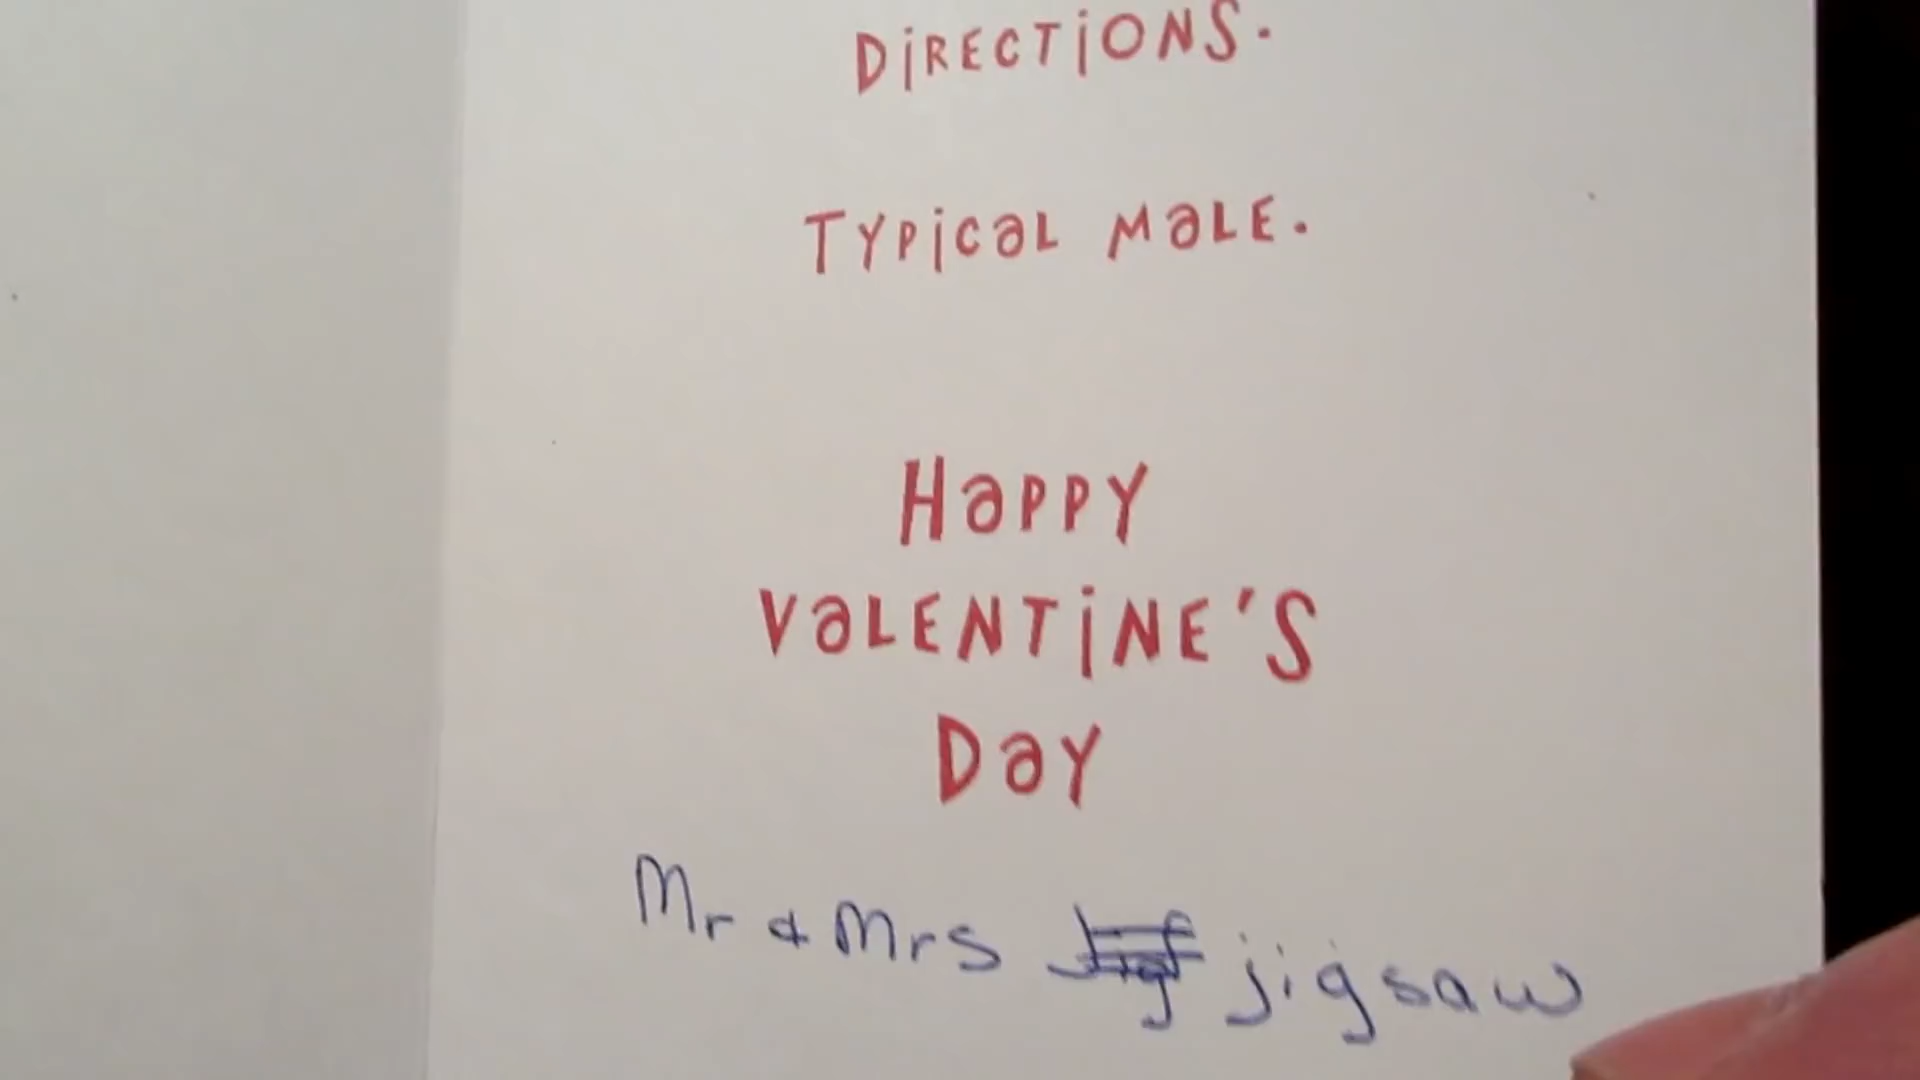 DiRECTiONS.
TYPiCaL MaLE.
HaPPY
VaLENTiNE'S
DaY
Mr & Mrs jigsaw